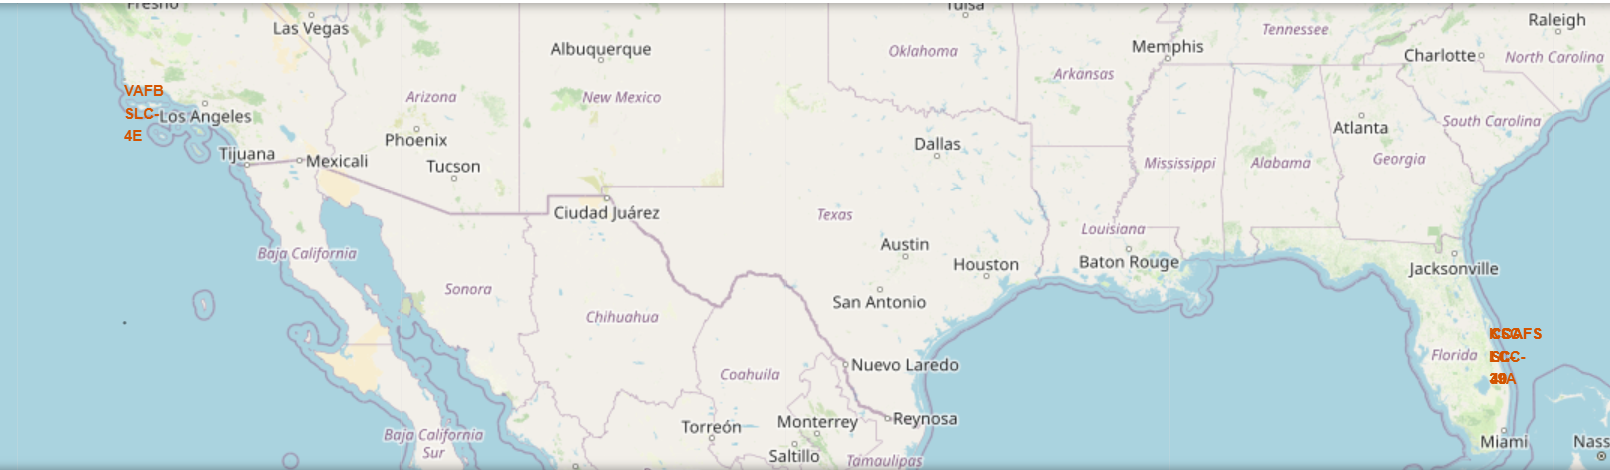 Fresno
Las Vegas
Tulsa
Raleigh
Tennessee
Albuquerque
Oklahoma
Memphis
Charlotte
North Carolina
Arkansas
VAFB
SLC-
4E
Los Angeles
Arizona
New Mexico
Phoenix
Dallas
Atlanta
South Carolina
Tijuana
Mexicali
Tucson
Mississippi
Alabama
Georgia
Ciudad Juárez
Texas
Louisiana
Baja California
Austin
Houston
Baton Rouge
Jacksonville
Sonora
San Antonio
Chihuahua
Florida
Nuevo Laredo
Coahuila
Reynosa
Torreón
Monterrey
Baja California
Sur
Saltillo
Tamaulipas
Miami
Nass